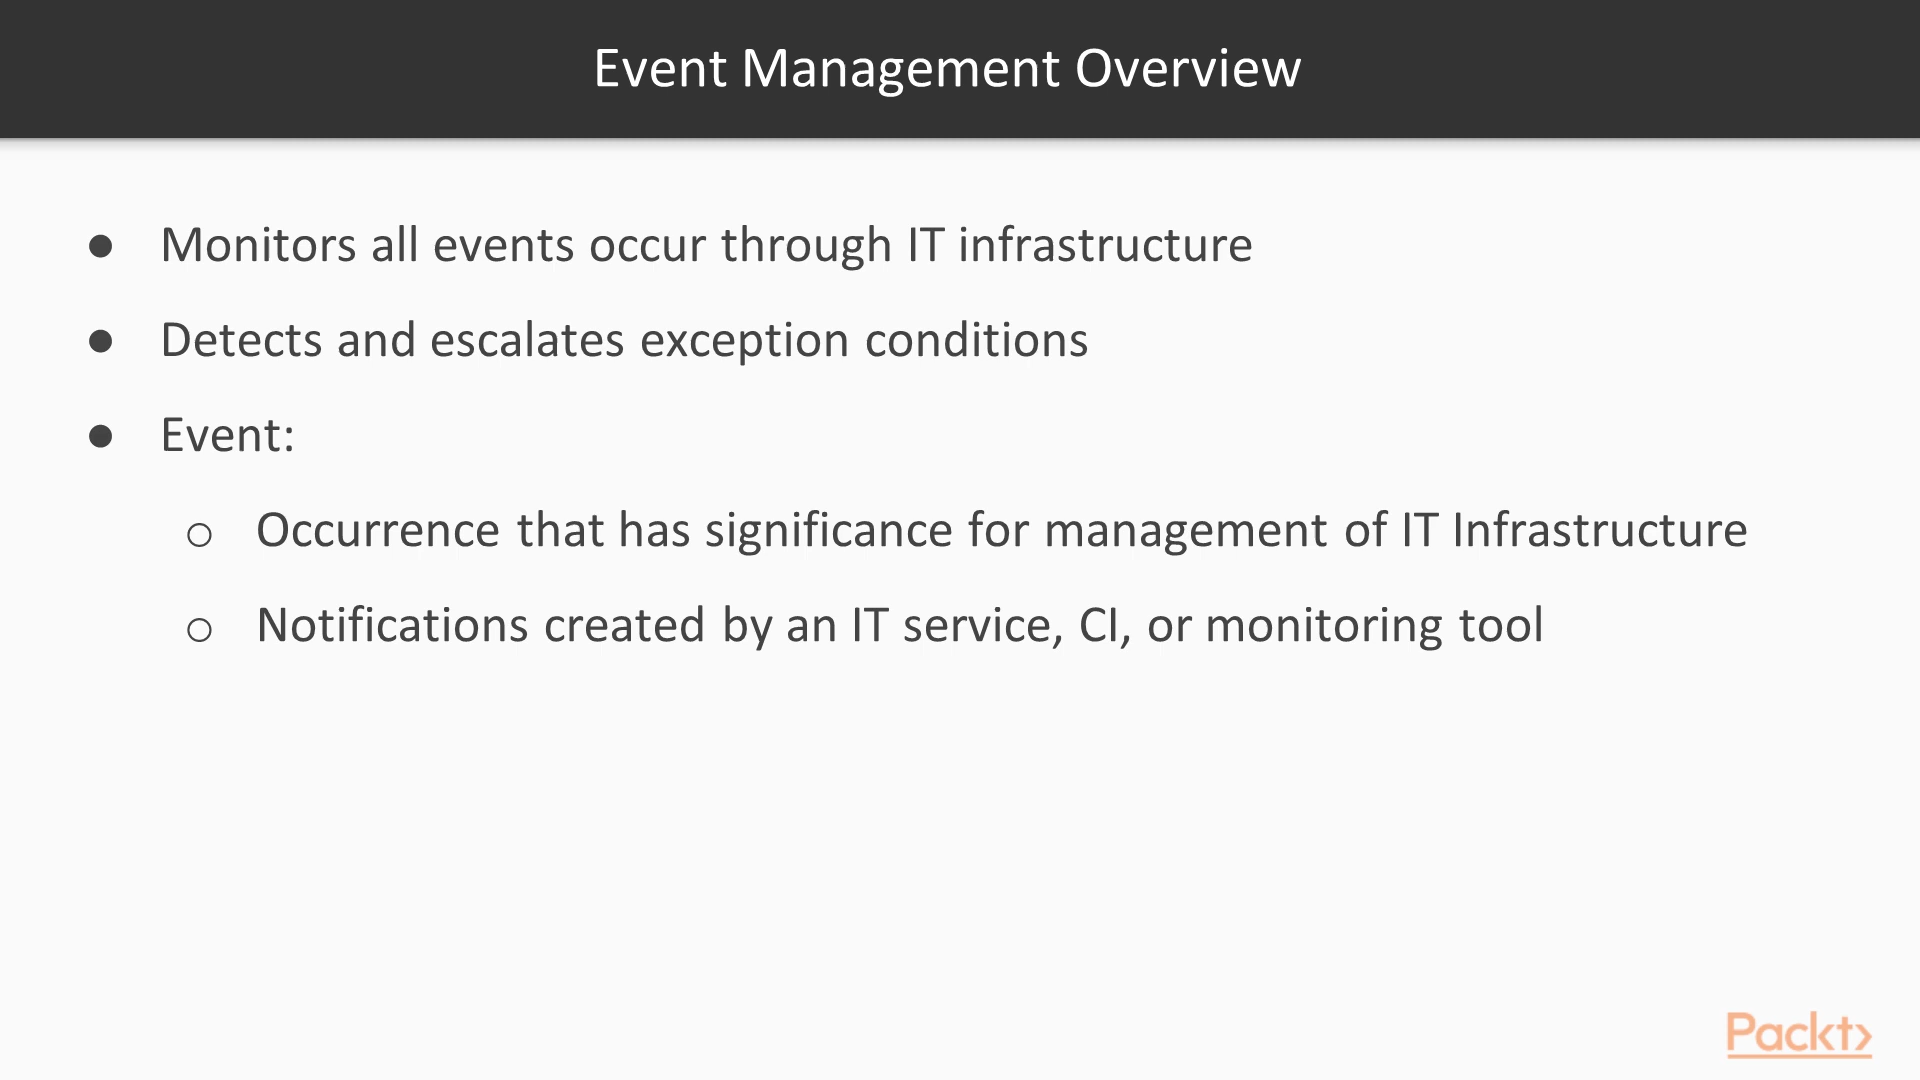 Event Management Overview
● Monitors all events occur through IT infrastructure
● Detects and escalates exception conditions
● Event:
○ Occurrence that has significance for management of IT Infrastructure
○ Notifications created by an IT service, CI, or monitoring tool
Packt>